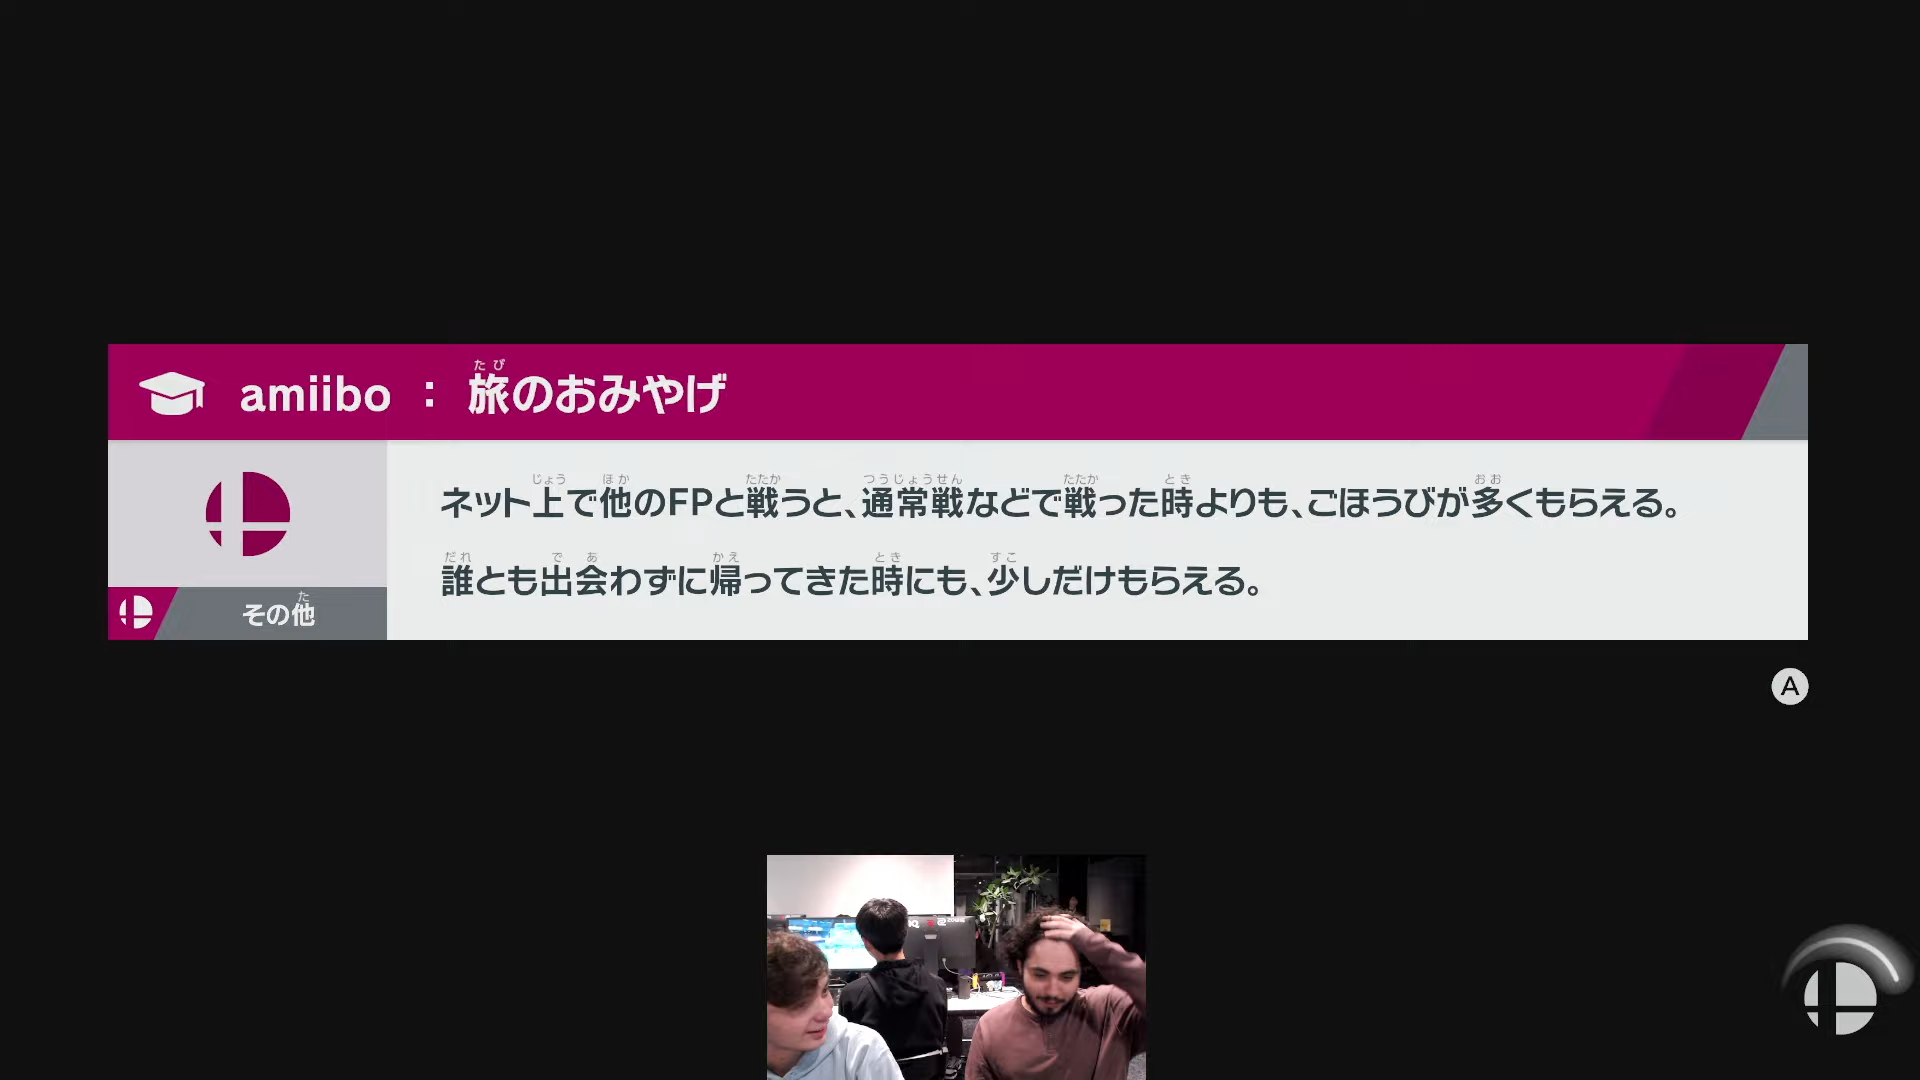 amiibo : 旅のおみやげ
ネット上で他のFPと戦うと、通常戦などで戦った時よりも、ごほうびが多くもらえる。
誰とも出会わずに帰ってきた時にも、少しだけもらえる。
その他
A